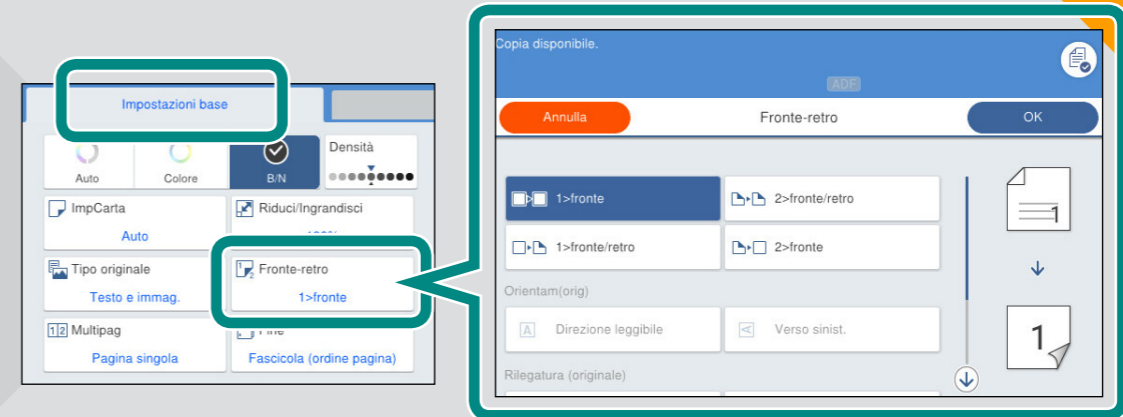 Impostazioni base
Auto
Colore
B/N
Densità
ImpCarta
Auto
Riduci/Ingrandisci
Tipo originale
Testo e immag.
Fronte-retro
1>fronte
Multipag
Pagina singola
Fascicola (ordine pagina)
Copia disponibile.
ADF
Annulla
Fronte-retro
OK
1>fronte
2>fronte/retro
1>fronte/retro
2>fronte
Orientam(orig)
Direzione leggibile
Verso sinist.
Rilegatura (originale)
1
1